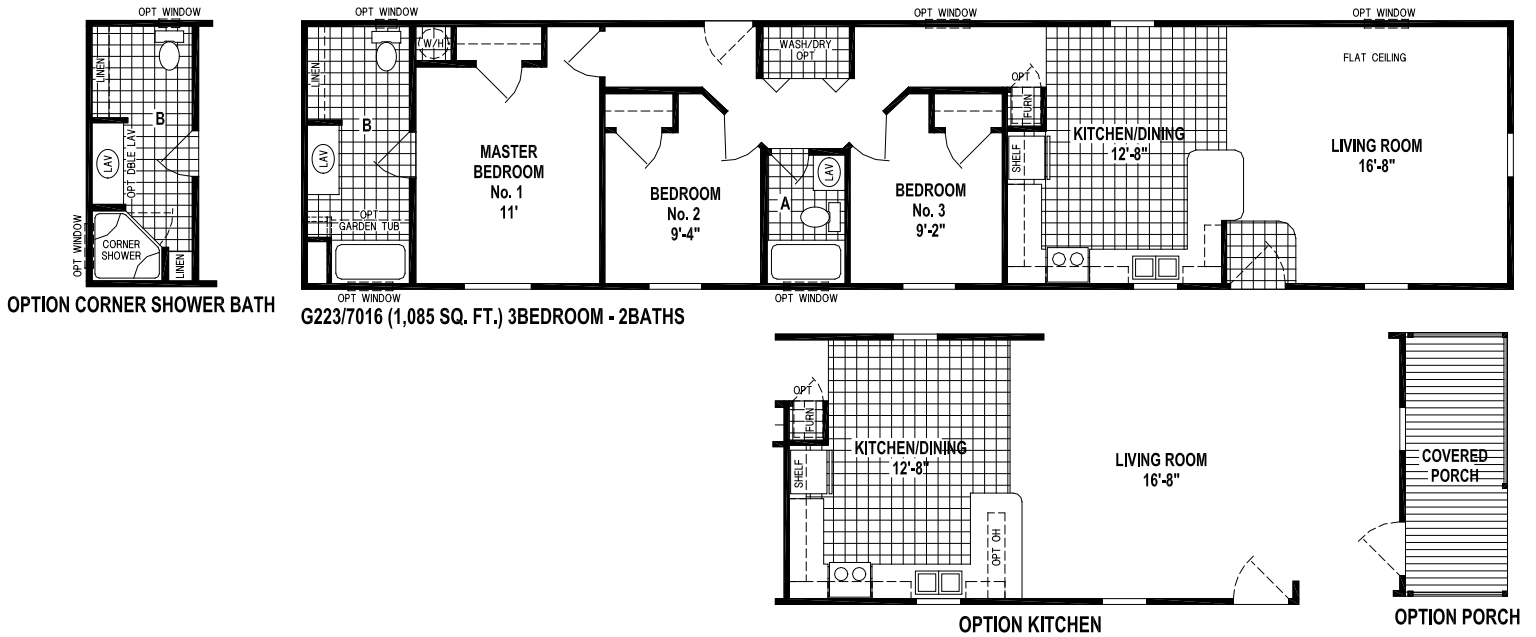 OPT WINDOW
LINEN
B
LAV
OPT DBLE LAV
OPT WINDOW
CORNER
SHOWER
LINEN
OPTION CORNER SHOWER BATH
OPT WINDOW
LINEN
B
LAV
OPT
GARDEN TUB
OPT WINDOW
W/H
MASTER
BEDROOM
No. 1
11'
BEDROOM
No. 2
9'-4"
WASH/DRY
OPT
A
LAV
OPT WINDOW
BEDROOM
No. 3
9'-2"
OPT WINDOW
OPT
FURN
SHELF
KITCHEN/DINING
12'-8"
OPT WINDOW
FLAT CEILING
LIVING ROOM
16'-8"
G223/7016 (1,085 SQ. FT.) 3BEDROOM - 2BATHS
OPT
FURN
SHELF
KITCHEN/DINING
12'-8"
OPT OH
LIVING ROOM
16'-8"
OPTION KITCHEN
COVERED
PORCH
OPTION PORCH